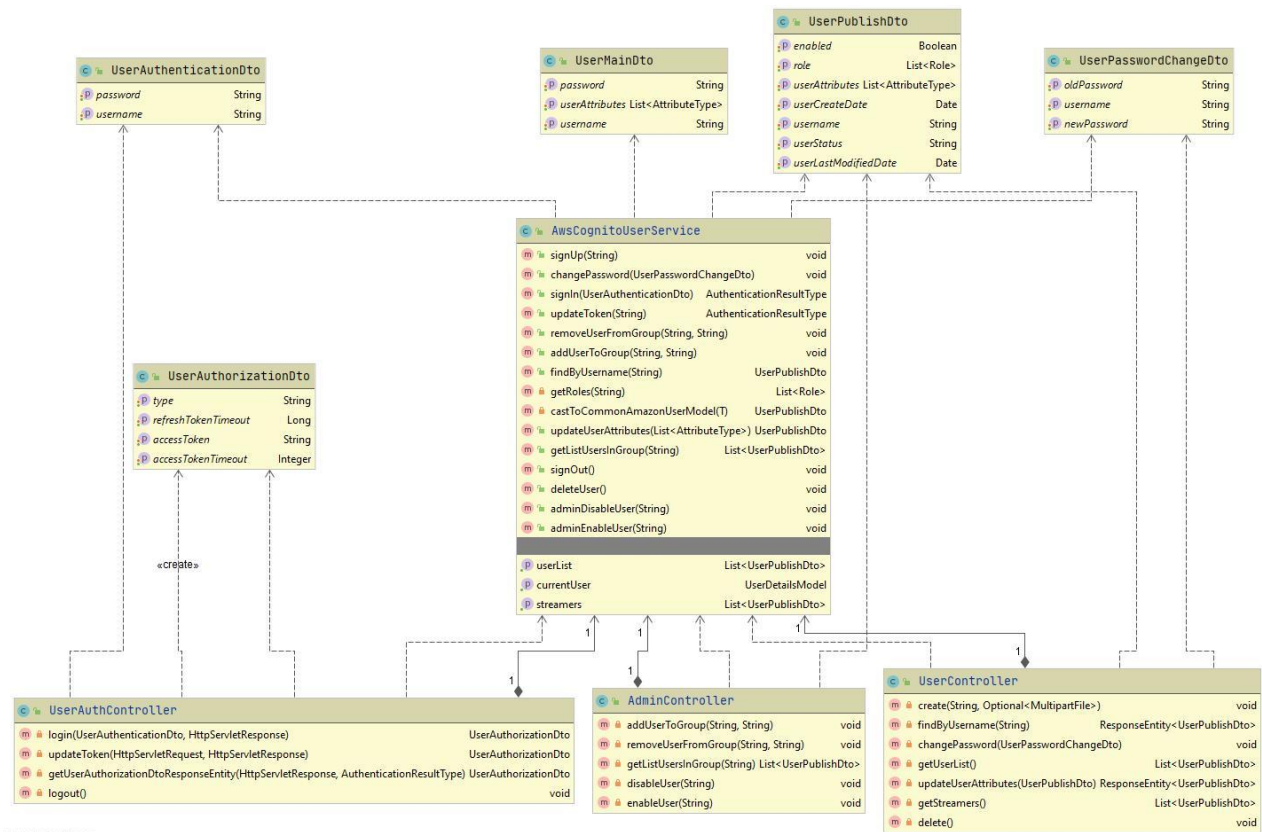 UserPublishDto
enabled Boolean
role List<Role>
userAttributes List<AttributeType>
userCreateDate Date
username String
userStatus String
userLastModifiedDate Date
UserAuthenticationDto
password String
username String
UserMainDto
password String
userAttributes List<AttributeType>
username String
UserPasswordChangeDto
oldPassword String
username String
newPassword String
AwsCognitoUserService
signUp(String) void
changePassword(UserPasswordChangeDto) void
signIn(UserAuthenticationDto) AuthenticationResultType
updateToken(String) AuthenticationResultType
removeUserFromGroup(String, String) void
addUserToGroup(String, String) void
findByUsername(String) UserPublishDto
getRoles(String) List<Role>
castToCommonAmazonUserModel(T) UserPublishDto
updateUserAttributes(List<AttributeType>) UserPublishDto
getListUsersInGroup(String) List<UserPublishDto>
signOut() void
deleteUser() void
adminDisableUser(String) void
adminEnableUser(String) void
userList List<UserPublishDto>
currentUser UserDetailsModel
streamers List<UserPublishDto>
UserAuthorizationDto
type String
refreshTokenTimeout Long
accessToken String
accessTokenTimeout Integer
«create»
1
1
1
1
1
1
UserAuthController
login(UserAuthenticationDto, HttpServletResponse) UserAuthorizationDto
updateToken(HttpServletRequest, HttpServletResponse) UserAuthorizationDto
getUserAuthorizationDtoResponseEntity(HttpServletResponse, AuthenticationResultType) UserAuthorizationDto
logout() void
AdminController
addUserToGroup(String, String) void
removeUserFromGroup(String, String) void
getListUsersInGroup(String) List<UserPublishDto>
disableUser(String) void
enableUser(String) void
UserController
create(String, Optional<MultipartFile>) void
findByUsername(String) ResponseEntity<UserPublishDto>
changePassword(UserPasswordChangeDto) void
getUserList() List<UserPublishDto>
updateUserAttributes(UserPublishDto) ResponseEntity<UserPublishDto>
getStreamers() List<UserPublishDto>
delete() void